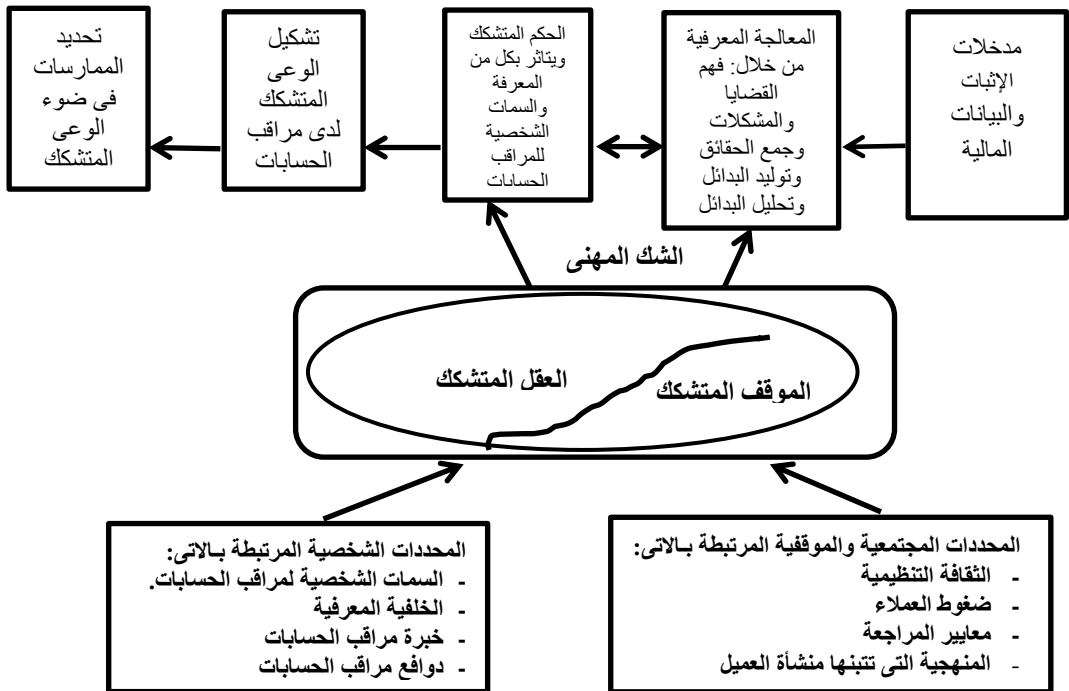 مدخلات
الإثبات
والبيانات
المالية
المعالجة المعرفية
من خلال: فهم
القضايا
والمشكلات
وجمع الحقائق
وتوليد البدائل
وتحليل البدائل
الحكم المتشكك
ويتاثر بكل من
المعرفة
والسمات
الشخصية
للمراقب
الحسابات
تشكيل
الوعى
المتشكك
لدى مراقب
الحسابات
تحديد
الممارسات
فى ضوء
الوعى
المتشكك
الشك المهنى
العقل المتشكك
الموقف المتشكك
المحددات المجتمعية والموقفية المرتبطة بالاتى:
- الثقافة التنظيمية
- ضغوط العملاء
- معايير المراجعة
- المنهجية التى تتبنها منشأة العميل
المحددات الشخصية المرتبطة بالاتى:
- السمات الشخصية لمراقب الحسابات.
- الخلفية المعرفية
- خبرة مراقب الحسابات
- دوافع مراقب الحسابات